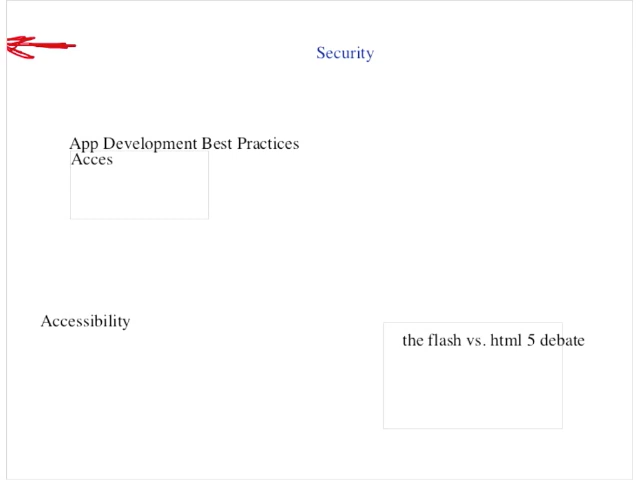 Security
App Development Best Practices
Acces
Accessibility
the flash vs. html 5 debate